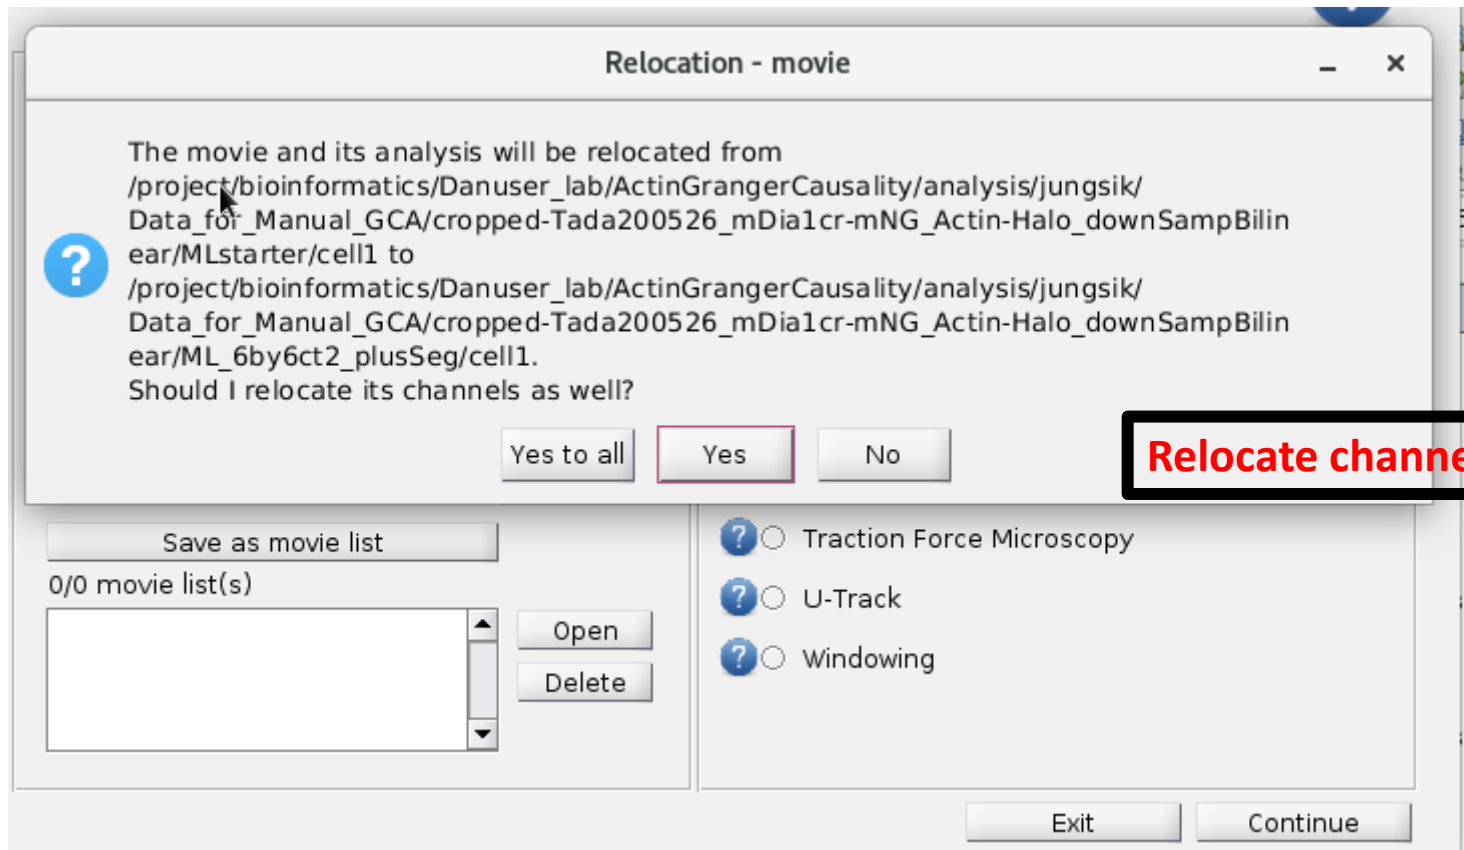 Relocation - movie
The movie and its analysis will be relocated from
/project/bioinformatics/Danuser_lab/ActinGrangerCausality/analysis/jungsik/
Data_for_Manual_GCA/cropped-Tada200526_mDia1cr-mNG_Actin-Halo_downSampBilin
ear/MLstarter/cell1 to
/project/bioinformatics/Danuser_lab/ActinGrangerCausality/analysis/jungsik/
Data_for_Manual_GCA/cropped-Tada200526_mDia1cr-mNG_Actin-Halo_downSampBilin
ear/ML_6by6ct2_plusSeg/cell1.
Should I relocate its channels as well?
Yes to all
Yes
No
Relocate channe
Save as movie list
0/0 movie list(s)
Open
Delete
Traction Force Microscopy
U-Track
Windowing
Exit
Continue